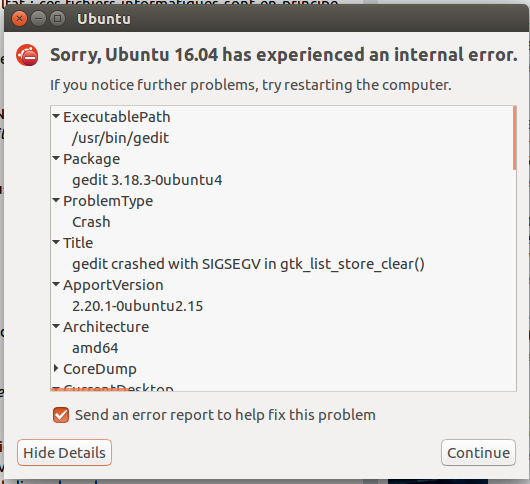 Ubuntu
Sorry, Ubuntu 16.04 has experienced an internal error.
If you notice further problems, try restarting the computer.
ExecutablePath
/usr/bin/gedit
Package
gedit 3.18.3-0ubuntu4
ProblemType
Crash
Title
gedit crashed with SIGSEGV in gtk_list_store_clear()
ApportVersion
2.20.1-0ubuntu2.15
Architecture
amd64
CoreDump
CurrentDesktop
Send an error report to help fix this problem
Hide Details
Continue